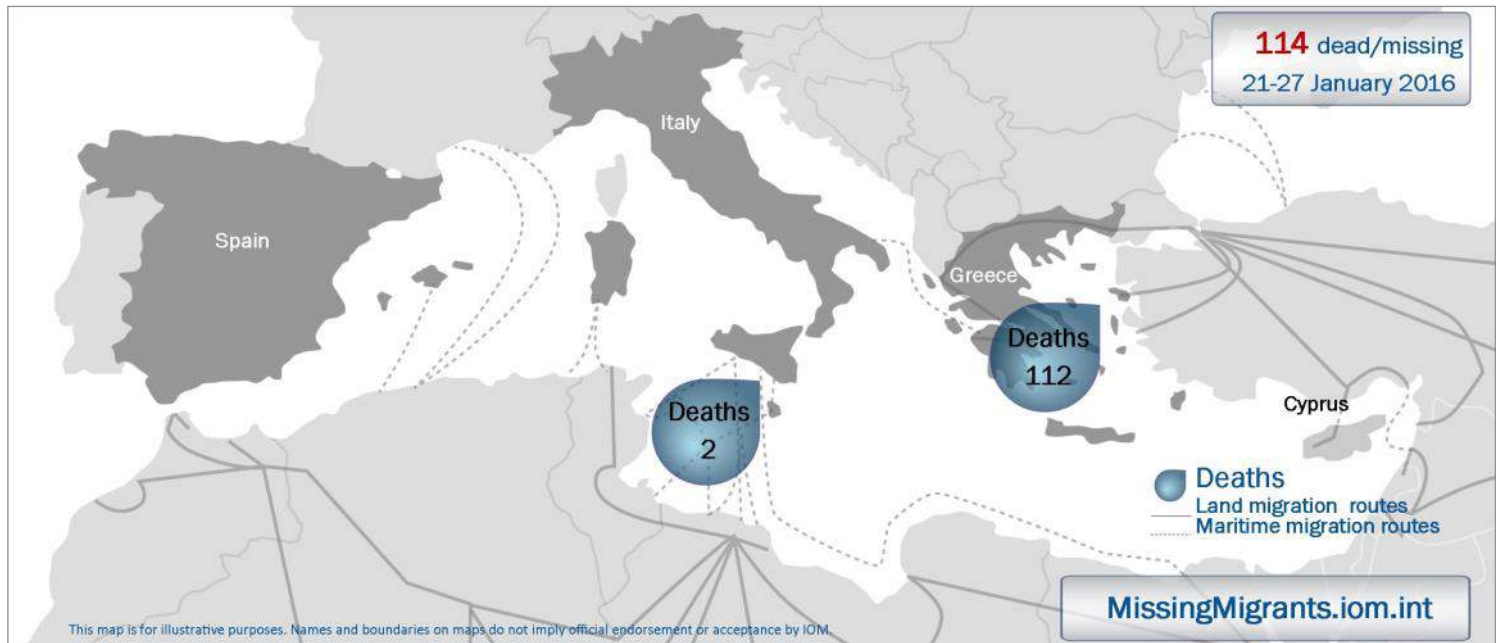 114 dead/missing
21-27 January 2016
Italy
Spain
Greece
Deaths
112
Deaths
2
Cyprus
Deaths
Land migration routes
Maritime migration routes
MissingMigrants.iom.int
This map is for illustrative purposes. Names and boundaries on maps do not imply official endorsement or acceptance by IOM.